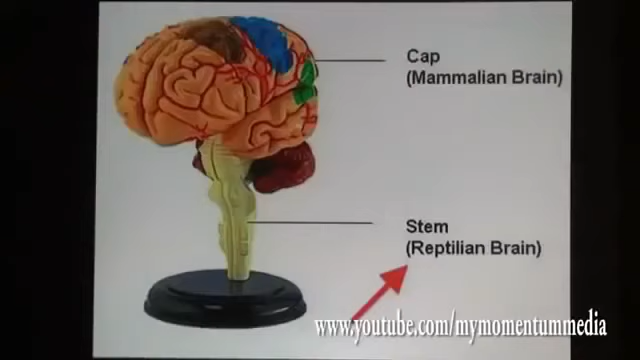 Cap
(Mammalian Brain)
Stem
(Reptilian Brain)
www.youtube.com/mymomentummedia